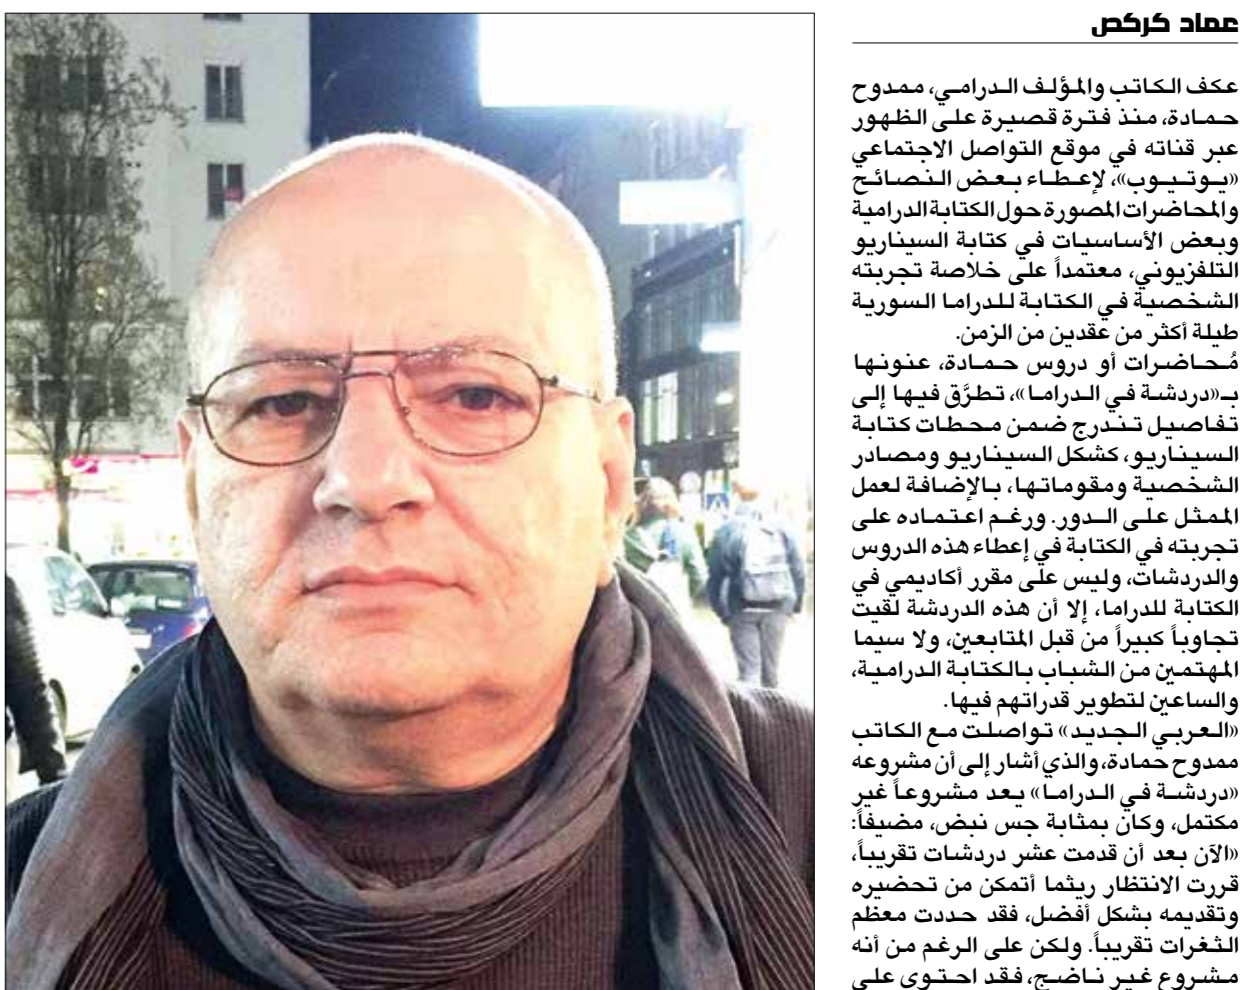 عماد كركص
عكف الكاتب والمؤلف الدرامي، ممدوح
حمادة، منذ فترة قصيرة على الظهور
عبر قناته في موقع التواصل الاجتماعي
«يوتيوب»، لإعطاء بعض النصائح
والمحاضرات المصورة حول الكتابة الدرامية
وبعض الأساسيات في كتابة السيناريو
التلفزيوني، معتمداً على خلاصة تجربته
الشخصية في الكتابة للدراما السورية
طيلة أكثر من عقدين من الزمن.
مُحاضرات أو دروس حمادة، عنونها
بـ«دردشة في الدراما»، تطرَّق فيها إلى
تفاصيل تندرج ضمن محطات كتابة
السيناريو، كشكل السيناريو ومصادر
الشخصية ومقوماتها، بالإضافة لعمل
الممثل على الدور. ورغم اعتماده على
تجربته في الكتابة في إعطاء هذه الدروس
والدردشات، وليس على مقرر أكاديمي في
الكتابة للدراما، إلا أن هذه الدردشة لقيت
تجاوباً كبيراً من قبل المتابعين، ولا سيما
المهتمين من الشباب بالكتابة الدرامية،
والساعين لتطوير قدراتهم فيها.
«العربي الجديد» تواصلت مع الكاتب
ممدوح حمادة، والذي أشار إلى أن مشروعه
«دردشة في الدراما» يعد مشروعاً غير
مكتمل، وكان بمثابة جس نبض، مضيفاً:
«الآن بعد أن قدمت عشر دردشات تقريباً،
قررت الانتظار ريثما أتمكن من تحضيره
وتقديمه بشكل أفضل، فقد حددت معظم
الثغرات تقريباً. ولكن على الرغم من أنه
مشروع غير ناضج، فقد احتوى على